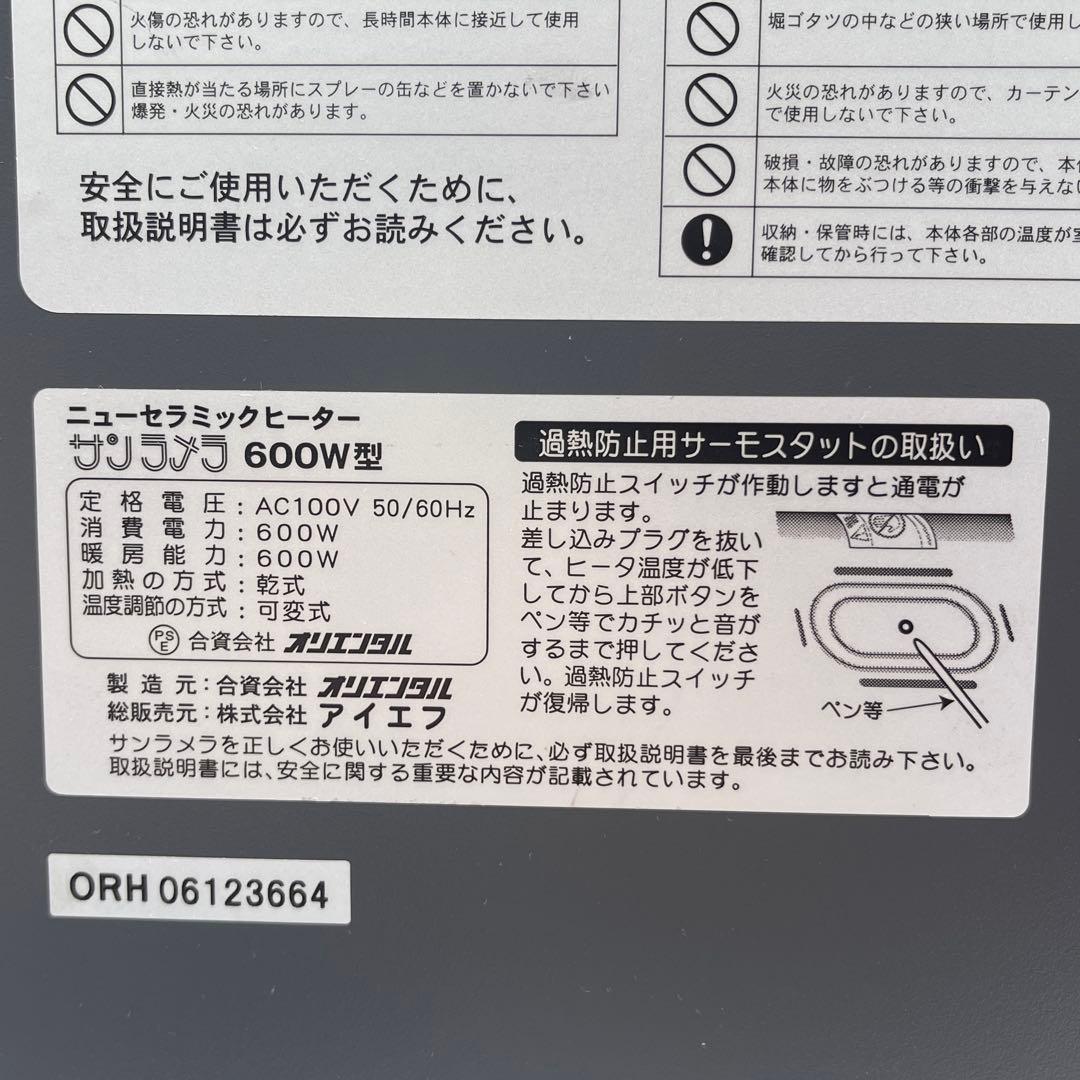 火傷の恐れがありますので、長時間本体に接近して使用
しないで下さい。
直接熱が当たる場所にスプレーの缶などを置かないで下さい
爆発・火災の恐れがあります。
安全にご使用いただくために、
取扱説明書は必ずお読みください。
堀ゴタツの中などの狭い場所で使用し
火災の恐れがありますので、カーテン
で使用しないで下さい。
破損・故障の恐れがありますので、本体
本体に物をぶつける等の衝撃を与えない
収納・保管時には、本体各部の温度が室
確認してから行って下さい。
ニューセラミックヒーター
サンラメラ 600W型
定格電圧：AC100V 50/60Hz
消費電力：600W
暖房能力：600W
加熱の方式：乾式
温度調節の方式：可変式
PSE 合資会社 オリエンタル
製造元：合資会社 オリエンタル
総販売元：株式会社 アイエフ
過熱防止用サーモスタットの取扱い
過熱防止スイッチが作動しますと通電が
止まります。
差し込みプラグを抜い
て、ヒータ温度が低下
してから上部ボタンを
ペン等でカチッと音が
するまで押してくださ
い。過熱防止スイッチ
が復帰します。
ペン等
サンラメラを正しくお使いいただくために、必ず取扱説明書を最後までお読み下さい。
取扱説明書には、安全に関する重要な内容が記載されています。
ORH 06123664